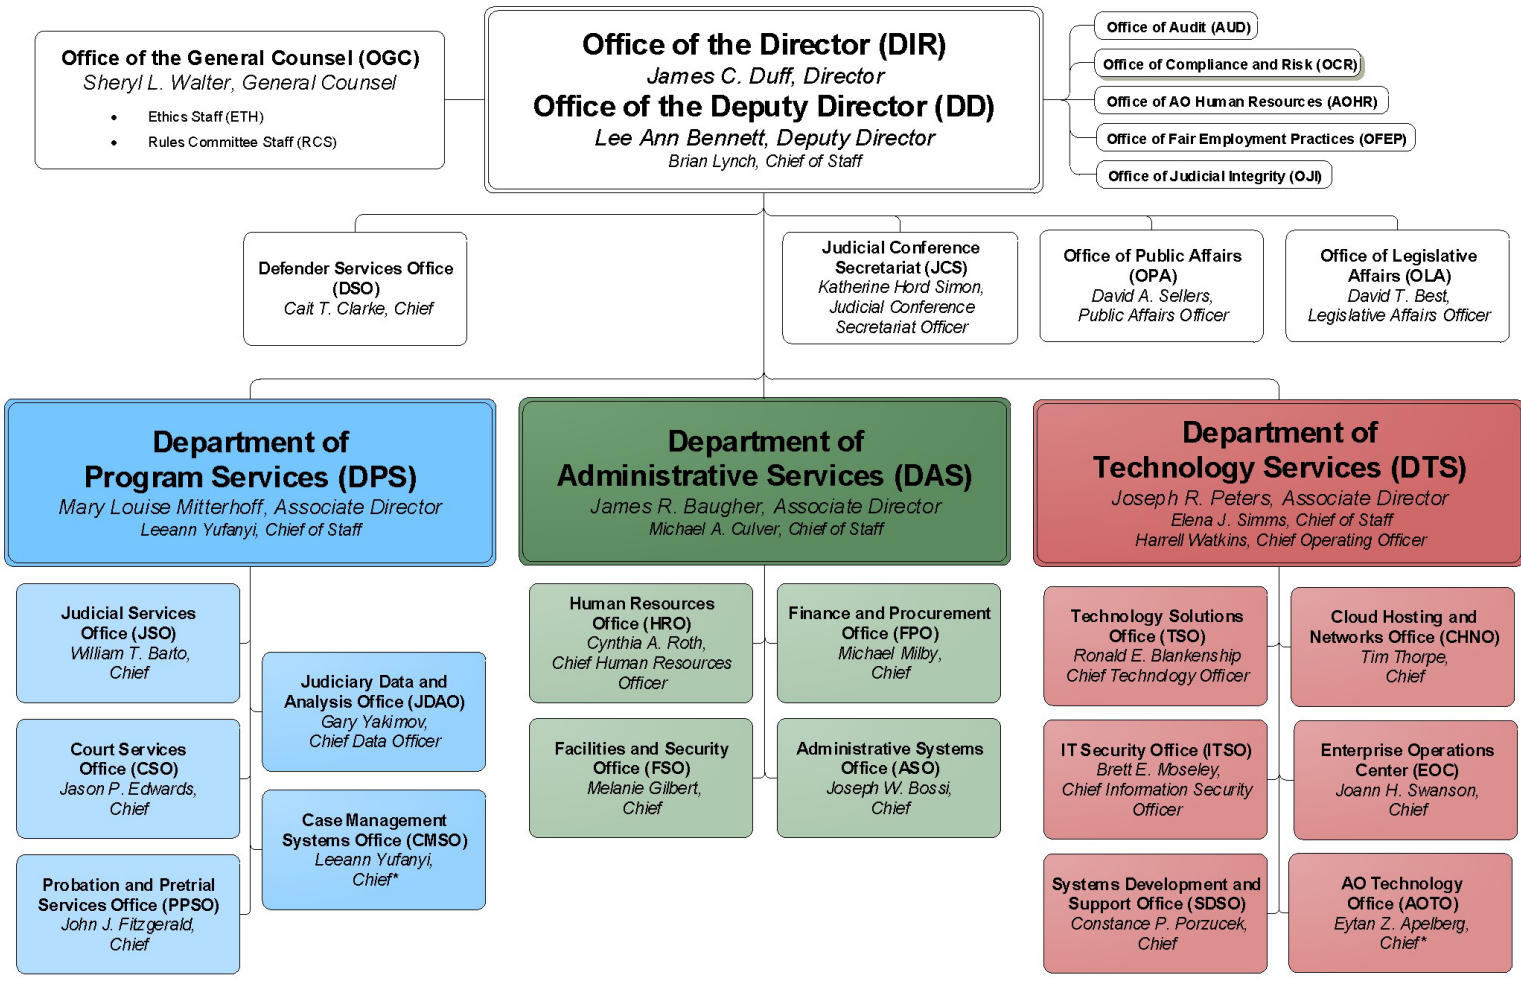 Office of the General Counsel (OGC)
Sheryl L. Walter, General Counsel
• Ethics Staff (ETH)
• Rules Committee Staff (RCS)
Office of the Director (DIR)
James C. Duff, Director
Office of the Deputy Director (DD)
Lee Ann Bennett, Deputy Director
Brian Lynch, Chief of Staff
Office of Audit (AUD)
Office of Compliance and Risk (OCR)
Office of AO Human Resources (AOHR)
Office of Fair Employment Practices (OFEP)
Office of Judicial Integrity (OJI)
Defender Services Office
(DSO)
Cait T. Clarke, Chief
Judicial Conference
Secretariat (JCS)
Katherine Hord Simon,
Judicial Conference
Secretariat Officer
Office of Public Affairs
(OPA)
David A. Sellers,
Public Affairs Officer
Office of Legislative
Affairs (OLA)
David T. Best,
Legislative Affairs Officer
Department of
Program Services (DPS)
Mary Louise Mitterhoff, Associate Director
Leeann Yufanyi, Chief of Staff
Judicial Services
Office (JSO)
William T. Barto,
Chief
Court Services
Office (CSO)
Jason P. Edwards,
Chief
Probation and Pretrial
Services Office (PPSO)
John J. Fitzgerald,
Chief
Judiciary Data and
Analysis Office (JDAO)
Gary Yakimov,
Chief Data Officer
Case Management
Systems Office (CMSO)
Leeann Yufanyi,
Chief*
Department of
Administrative Services (DAS)
James R. Baugher, Associate Director
Michael A. Culver, Chief of Staff
Human Resources
Office (HRO)
Cynthia A. Roth,
Chief Human Resources
Officer
Finance and Procurement
Office (FPO)
Michael Milby,
Chief
Facilities and Security
Office (FSO)
Melanie Gilbert,
Chief
Administrative Systems
Office (ASO)
Joseph W. Bossi,
Chief
Department of
Technology Services (DTS)
Joseph R. Peters, Associate Director
Elena J. Simms, Chief of Staff
Harrell Watkins, Chief Operating Officer
Technology Solutions
Office (TSO)
Ronald E. Blankenship
Chief Technology Officer
Cloud Hosting and
Networks Office (CHNO)
Tim Thorpe,
Chief
IT Security Office (ITSO)
Brett E. Moseley,
Chief Information Security
Officer
Enterprise Operations
Center (EOC)
Joann H. Swanson,
Chief
Systems Development and
Support Office (SDSO)
Constance P. Porzucek,
Chief
AO Technology
Office (AOTO)
Eytan Z. Apelberg,
Chief*